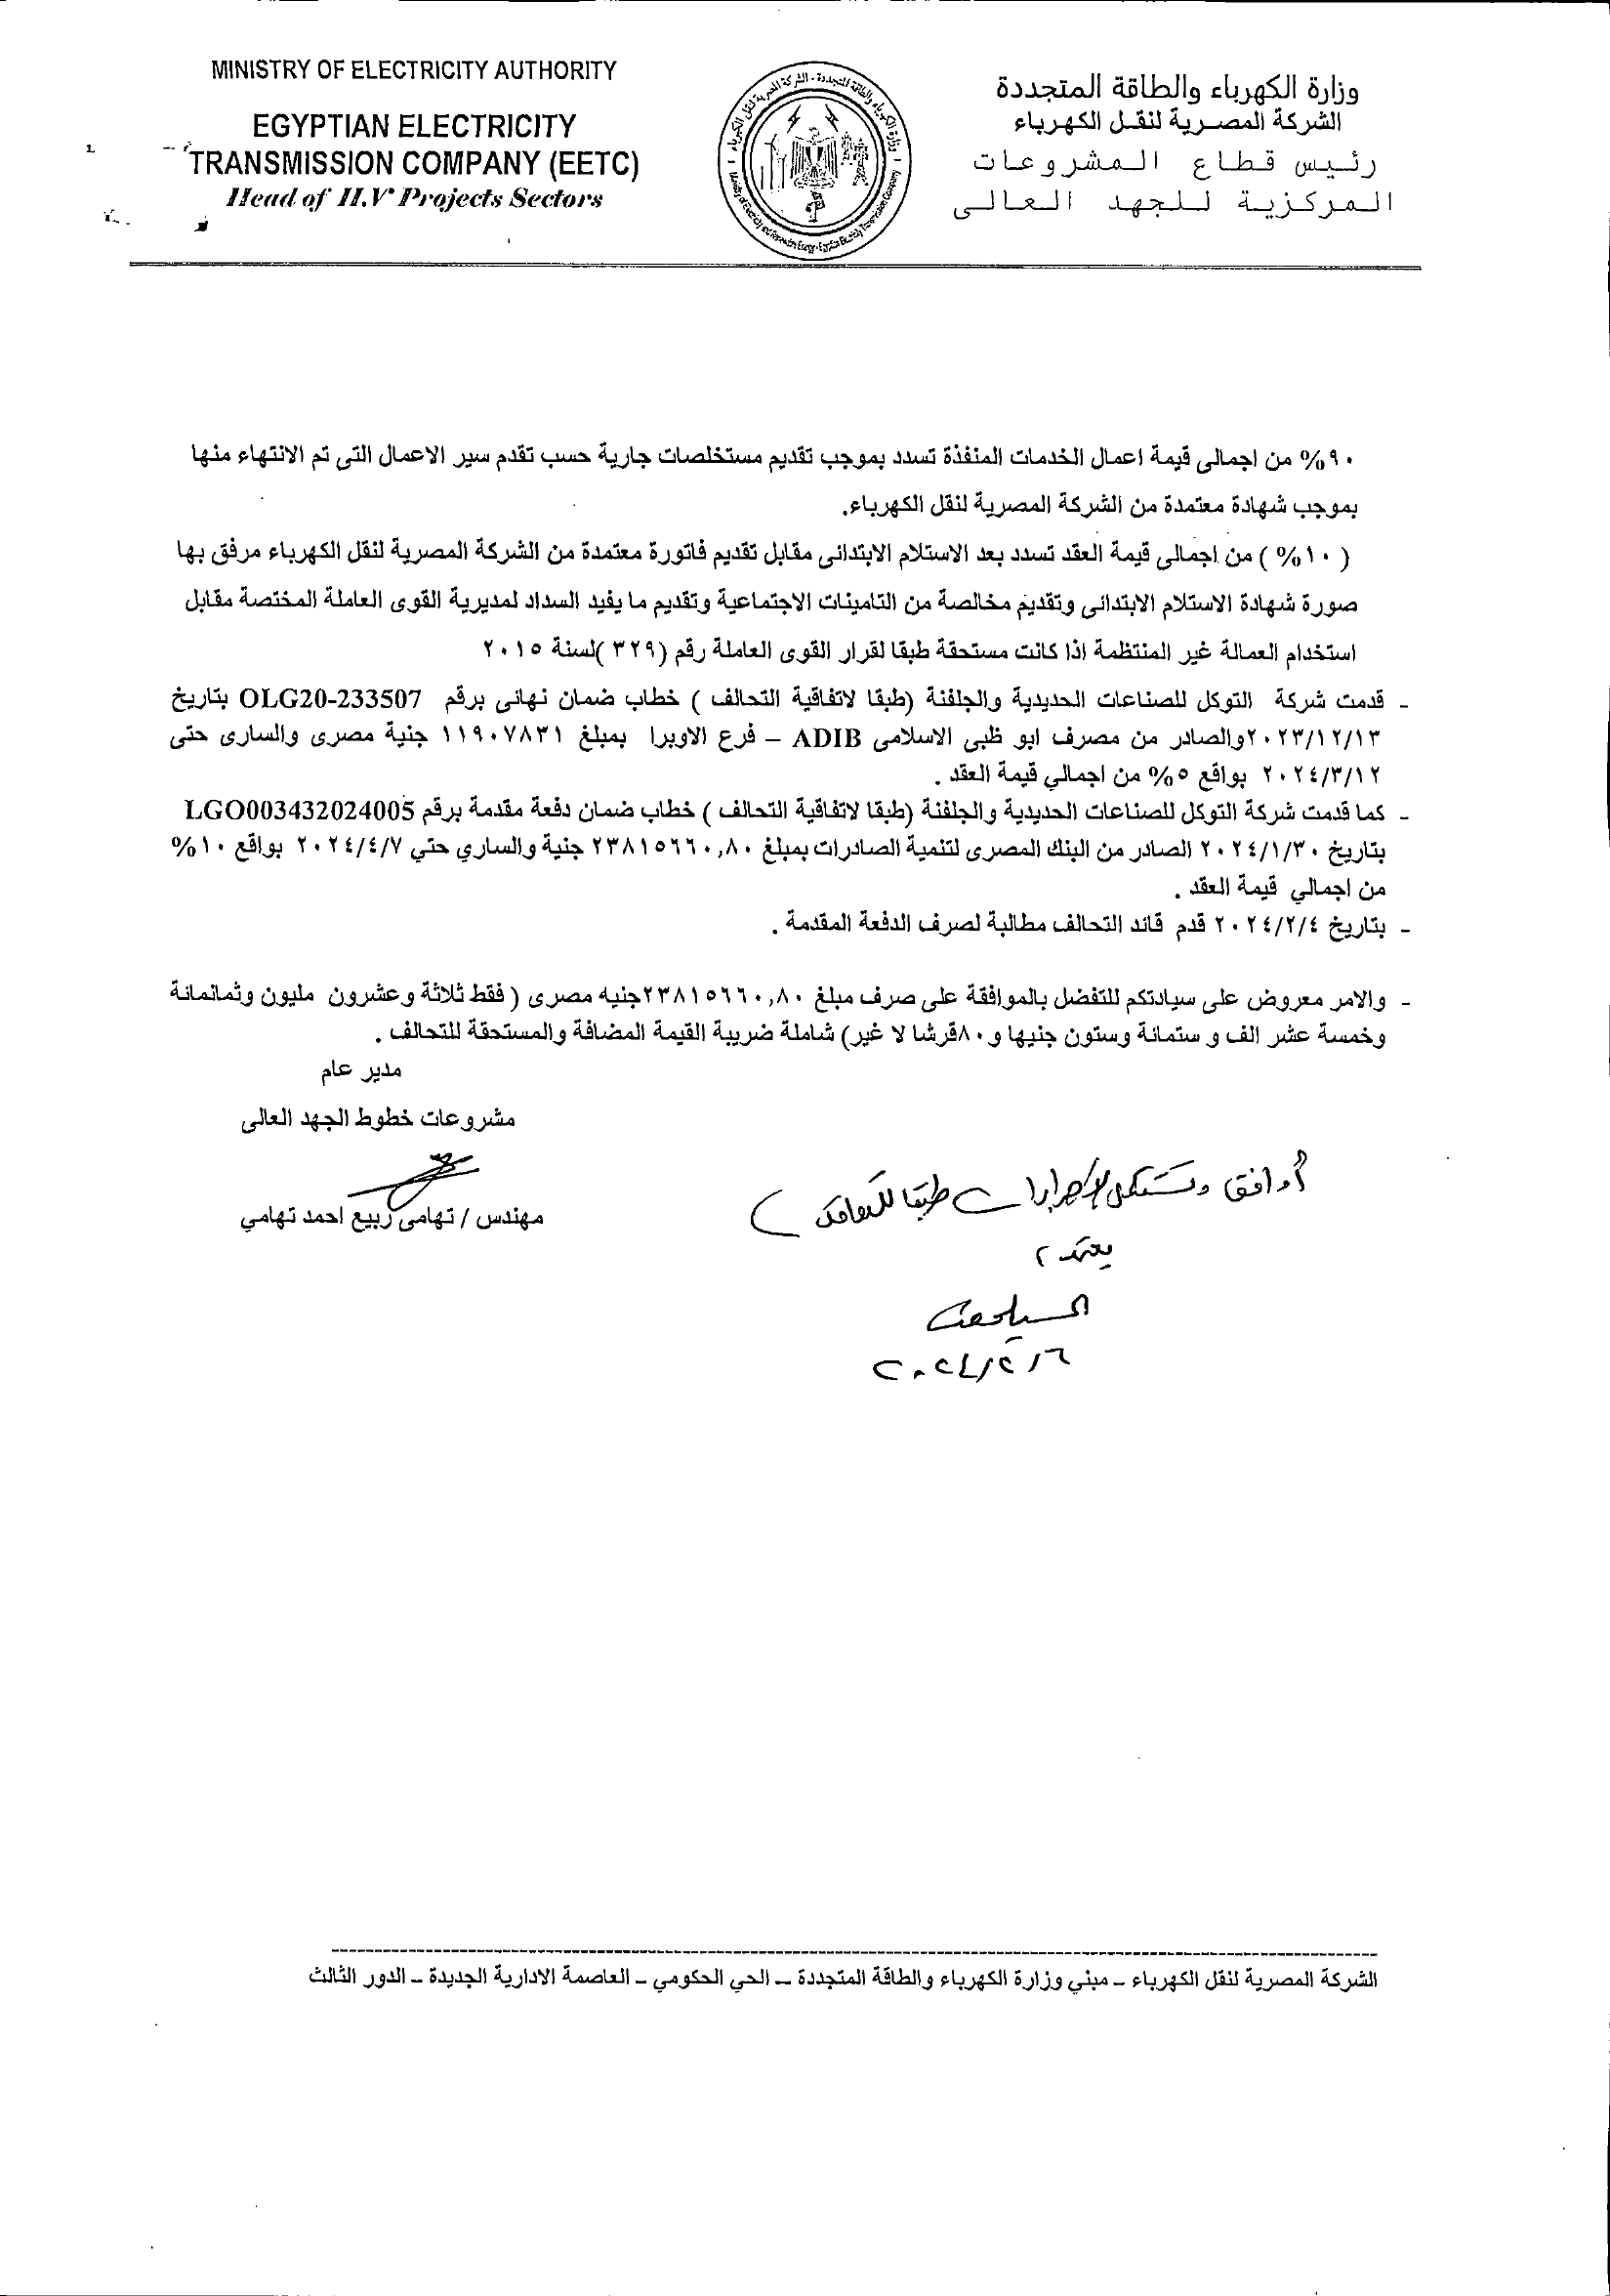 MINISTRY OF ELECTRICITY AUTHORITY
EGYPTIAN ELECTRICITY
TRANSMISSION COMPANY (EETC)
Head of H.V Projects Sectors
وزارة الكهرباء والطاقة المتجددة
الشركة المصرية لنقل الكهرباء
رئيس قطاع المشروعات
المركزية للجهد العالى
٩٠% من اجمالى قيمة اعمال الخدمات المنفذة تسدد بموجب تقديم مستخلصات جارية حسب تقدم سير الاعمال التى تم الانتهاء منها
بموجب شهادة معتمدة من الشركة المصرية لنقل الكهرباء.
( ١٠% ) من اجمالى قيمة العقد تسدد بعد الاستلام الابتدائى مقابل تقديم فاتورة معتمدة من الشركة المصرية لنقل الكهرباء مرفق بها
صورة شهادة الاستلام الابتدائى وتقديم مخالصة من التامينات الاجتماعية وتقديم ما يفيد السداد لمديرية القوى العاملة المختصة مقابل
استخدام العمالة غير المنتظمة اذا كانت مستحقة طبقا لقرار القوى العاملة رقم (٣٢٩ )لسنة ٢٠١٥
- قدمت شركة التوكل للصناعات الحديدية والجلفنة (طبقا لاتفاقية التحالف ) خطاب ضمان نهائى برقم OLG20-233507 بتاريخ
٢٠٢٣/١٢/١٣والصادر من مصرف ابو ظبى الاسلامى ADIB – فرع الاوبرا بمبلغ ١١٩٠٧٨٣١ جنية مصرى والسارى حتى
٢٠٢٤/٣/١٢ بواقع ٥% من اجمالي قيمة العقد .
- كما قدمت شركة التوكل للصناعات الحديدية والجلفنة (طبقا لاتفاقية التحالف ) خطاب ضمان دفعة مقدمة برقم LGO003432024005
بتاريخ ٢٠٢٤/١/٣٠ الصادر من البنك المصرى لتنمية الصادرات بمبلغ ٢٣٨١٥٦٦٠,٨٠ جنية والساري حتي ٢٠٢٤/٤/٧ بواقع ١٠%
من اجمالي قيمة العقد .
- بتاريخ ٢٠٢٤/٢/٤ قدم قائد التحالف مطالبة لصرف الدفعة المقدمة .
- والامر معروض على سيادتكم للتفضل بالموافقة على صرف مبلغ ٢٣٨١٥٦٦٠,٨٠جنيه مصرى ( فقط ثلاثة وعشرون مليون وثمانمائة
وخمسة عشر الف و ستمائة وستون جنيها و٨٠قرشا لا غير) شاملة ضريبة القيمة المضافة والمستحقة للتحالف .
مدير عام
مشروعات خطوط الجهد العالى
مهندس / تهامى ربيع احمد تهامي
أوافق وتستكمل الإجراءات طبقا للتعاقد
يعتمد
٢٠٢٤/٢/٦
الشركة المصرية لنقل الكهرباء – مبني وزارة الكهرباء والطاقة المتجددة – الحي الحكومي – العاصمة الادارية الجديدة – الدور الثالث